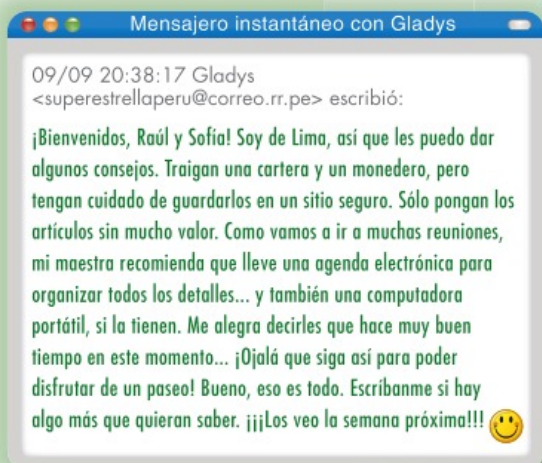 Mensajero instantáneo con Gladys
09/09 20:38:17 Gladys
<superestrellaperu@correo.rr.pe> escribió:
¡Bienvenidos, Raúl y Sofía! Soy de Lima, así que les puedo dar
algunos consejos. Traigan una cartera y un monedero, pero
tengan cuidado de guardarlos en un sitio seguro. Sólo pongan los
artículos sin mucho valor. Como vamos a ir a muchas reuniones,
mi maestra recomienda que lleve una agenda electrónica para
organizar todos los detalles... y también una computadora
portátil, si la tienen. Me alegra decirles que hace muy buen
tiempo en este momento... ¡Ojalá que siga así para poder
disfrutar de un paseo! Bueno, eso es todo. Escríbanme si hay
algo más que quieran saber. ¡¡¡Los veo la semana próxima!!!